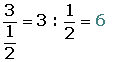 3/(1/2) = 3 : 1/2 = 6